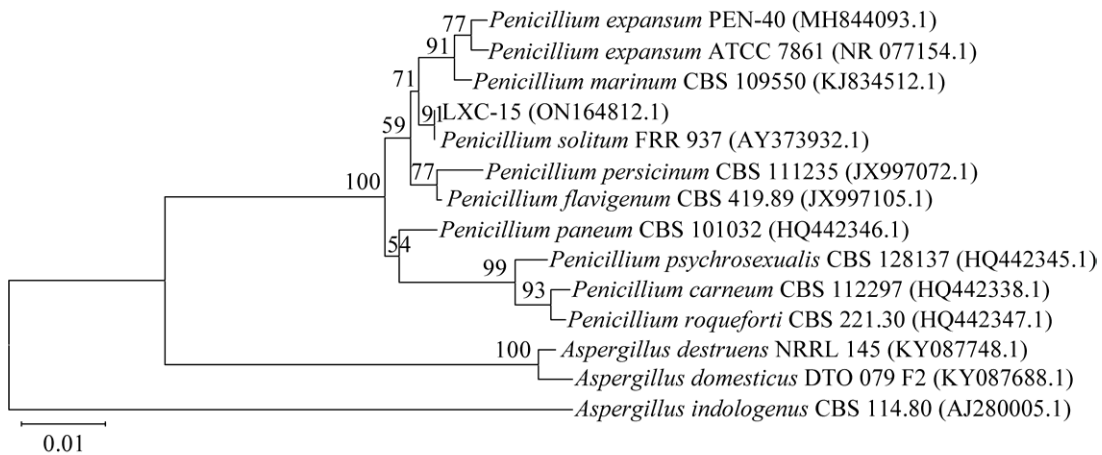 77 Penicillium expansum PEN-40 (MH844093.1)
91 Penicillium expansum ATCC 7861 (NR 077154.1)
71 Penicillium marinum CBS 109550 (KJ834512.1)
91 LXC-15 (ON164812.1)
59 Penicillium solitum FRR 937 (AY373932.1)
77 Penicillium persicinum CBS 111235 (JX997072.1)
100 Penicillium flavigenum CBS 419.89 (JX997105.1)
54 Penicillium paneum CBS 101032 (HQ442346.1)
99 Penicillium psychrosexualis CBS 128137 (HQ442345.1)
93 Penicillium carneum CBS 112297 (HQ442338.1)
Penicillium roqueforti CBS 221.30 (HQ442347.1)
100 Aspergillus destruens NRRL 145 (KY087748.1)
Aspergillus domesticus DTO 079 F2 (KY087688.1)
Aspergillus indologenus CBS 114.80 (AJ280005.1)
0.01